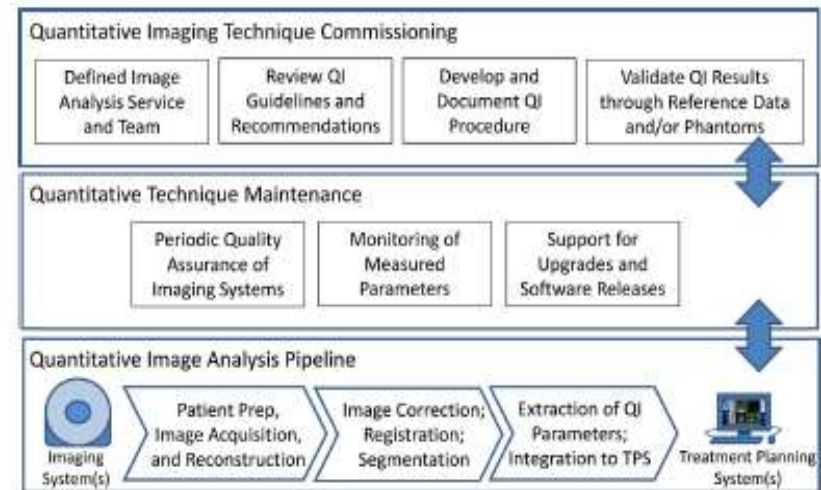 Quantitative Imaging Technique Commissioning
Defined Image
Analysis Service
and Team
Review QI
Guidelines and
Recommendations
Develop and
Document QI
Procedure
Validate QI Results
through Reference Data
and/or Phantoms
Quantitative Technique Maintenance
Periodic Quality
Assurance of
Imaging Systems
Monitoring of
Measured
Parameters
Support for
Upgrades and
Software Releases
Quantitative Image Analysis Pipeline
Imaging
System(s)
Patient Prep,
Image Acquisition,
and Reconstruction
Image Correction;
Registration;
Segmentation
Extraction of QI
Parameters;
Integration to TPS
Treatment Planning
System(s)